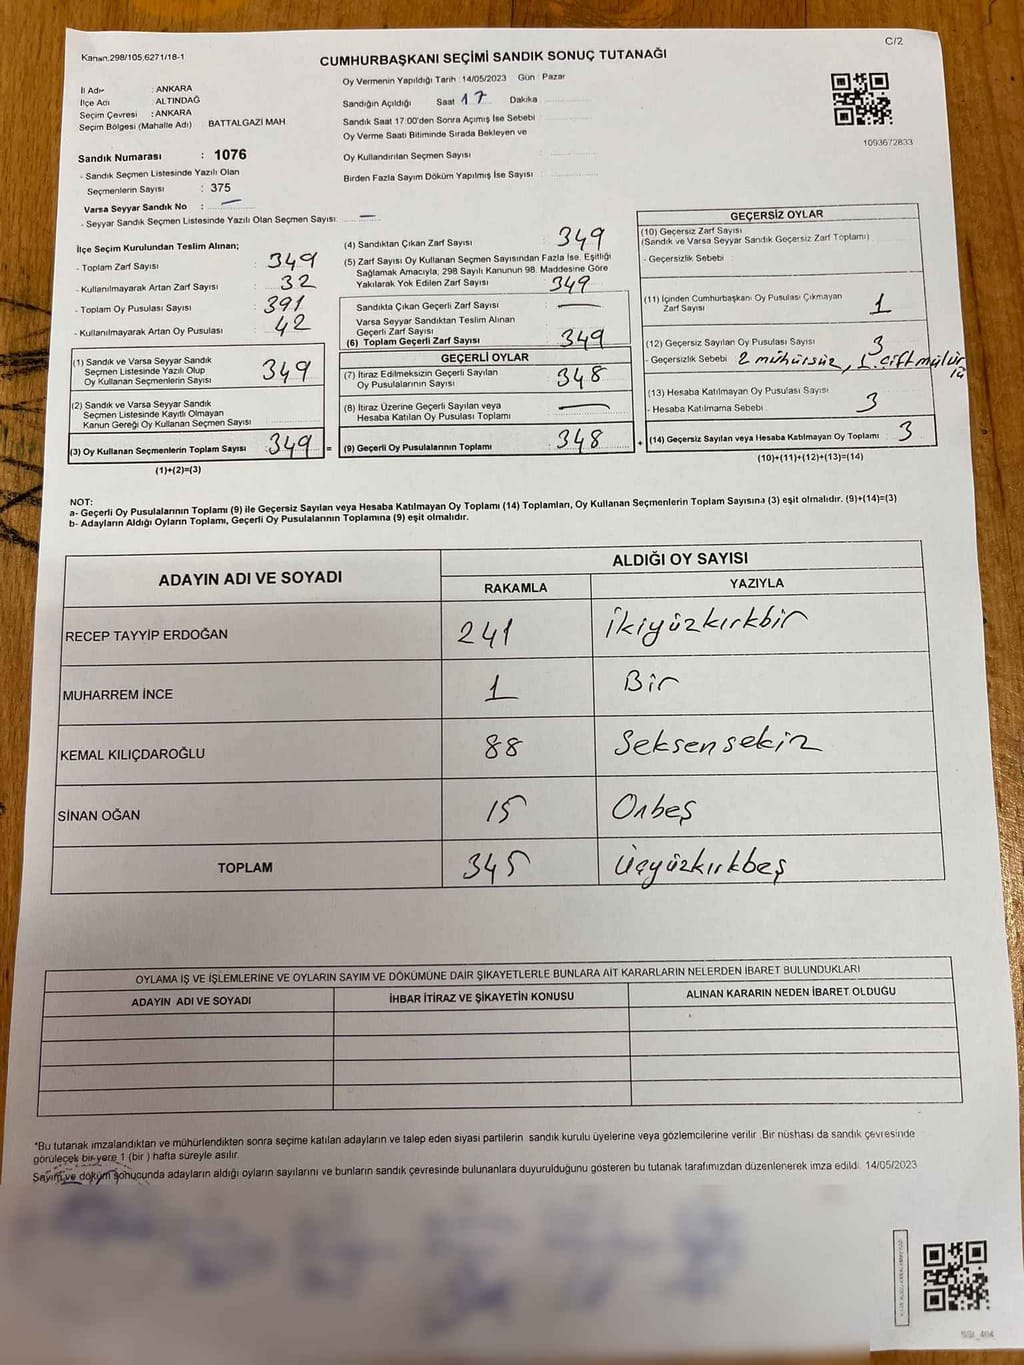 Kanun,298/105,6271/18-1
C/2
CUMHURBAŞKANI SEÇİMİ SANDIK SONUÇ TUTANAĞI
İl Adı : ANKARA
İlçe Adı : ALTINDAĞ
Seçim Çevresi : ANKARA
Seçim Bölgesi (Mahalle Adı) BATTALGAZİ MAH.
Oy Vermenin Yapıldığı Tarih : 14/05/2023 Gün : Pazar
Sandığın Açıldığı Saat 17 Dakika
Sandık Saat 17:00'den Sonra Açımış İse Sebebi :
Oy Verme Saati Bitiminde Sırada Bekleyen ve
Oy Kullandırılan Seçmen Sayısı :
Birden Fazla Sayım Döküm Yapılmış İse Sayısı :
1093672833
Sandık Numarası : 1076
- Sandık Seçmen Listesinde Yazılı Olan
Seçmenlerin Sayısı : 375
Varsa Seyyar Sandık No : —
- Seyyar Sandık Seçmen Listesinde Yazılı Olan Seçmen Sayısı: —
İlçe Seçim Kurulundan Teslim Alınan;
- Toplam Zarf Sayısı : 349
- Kullanılmayarak Artan Zarf Sayısı : 32
- Toplam Oy Pusulası Sayısı : 391
- Kullanılmayarak Artan Oy Pusulası : 42
(1) Sandık ve Varsa Seyyar Sandık
Seçmen Listesinde Yazılı Olup
Oy Kullanan Seçmenlerin Sayısı : 349
(2) Sandık ve Varsa Seyyar Sandık
Seçmen Listesinde Kayıtlı Olmayan
Kanun Gereği Oy Kullanan Seçmen Sayısı :
(3) Oy Kullanan Seçmenlerin Toplam Sayısı : 349 =
(1)+(2)=(3)
(4) Sandıktan Çıkan Zarf Sayısı : 349
(5) Zarf Sayısı Oy Kullanan Seçmen Sayısından Fazla İse, Eşitliği
Sağlamak Amacıyla, 298 Sayılı Kanunun 98. Maddesine Göre
Yakılarak Yok Edilen Zarf Sayısı : 349
Sandıkta Çıkan Geçerli Zarf Sayısı : —
Varsa Seyyar Sandıktan Teslim Alınan
Geçerli Zarf Sayısı
(6) Toplam Geçerli Zarf Sayısı : 349
GEÇERLİ OYLAR
(7) İtiraz Edilmeksizin Geçerli Sayılan
Oy Pusulalarının Sayısı : 348
(8) İtiraz Üzerine Geçerli Sayılan veya
Hesaba Katılan Oy Pusulası Toplamı : —
(9) Geçerli Oy Pusulalarının Toplamı : 348 +
GEÇERSİZ OYLAR
(10) Geçersiz Zarf Sayısı
(Sandık ve Varsa Seyyar Sandık Geçersiz Zarf Toplamı)
- Geçersizlik Sebebi :
(11) İçinden Cumhurbaşkanı Oy Pusulası Çıkmayan
Zarf Sayısı : 1
(12) Geçersiz Sayılan Oy Pusulası Sayısı : 3
- Geçersizlik Sebebi : 2 mühürsüz, 1 çift mühür
(13) Hesaba Katılmayan Oy Pusulası Sayısı
- Hesaba Katılmama Sebebi : 3
(14) Geçersiz Sayılan veya Hesaba Katılmayan Oy Toplamı : 3
(10)+(11)+(12)+(13)=(14)
NOT:
a- Geçerli Oy Pusulalarının Toplamı (9) ile Geçersiz Sayılan veya Hesaba Katılmayan Oy Toplamı (14) Toplamları, Oy Kullanan Seçmenlerin Toplam Sayısına (3) eşit olmalıdır. (9)+(14)=(3)
b- Adayların Aldığı Oyların Toplamı, Geçerli Oy Pusulalarının Toplamına (9) eşit olmalıdır.
ADAYIN ADI VE SOYADI
ALDIĞI OY SAYISI
RAKAMLA YAZIYLA
RECEP TAYYİP ERDOĞAN 241 İkiyüzkırkbir
MUHARREM İNCE 1 Bir
KEMAL KILIÇDAROĞLU 88 Seksensekiz
SİNAN OĞAN 15 Onbeş
TOPLAM 345 Üçyüzkırkbeş
OYLAMA İŞ VE İŞLEMLERİNE VE OYLARIN SAYIM VE DÖKÜMÜNE DAİR ŞİKAYETLERLE BUNLARA AİT KARARLARIN NELERDEN İBARET BULUNDUKLARI
ADAYIN ADI VE SOYADI İHBAR İTİRAZ VE ŞİKAYETİN KONUSU ALINAN KARARIN NEDEN İBARET OLDUĞU
*Bu tutanak imzalandıktan ve mühürlendikten sonra seçime katılan adayların ve talep eden siyasi partilerin sandık kurulu üyelerine veya gözlemcilerine verilir .Bir nüshası da sandık çevresinde
görülecek bir yere 1 (bir ) hafta süreyle asılır.
Sayım ve döküm sonucunda adayların aldığı oyların sayılarını ve bunların sandık çevresinde bulunanlara duyurulduğunu gösteren bu tutanak tarafımızdan düzenlenerek imza edildi. 14/05/2023